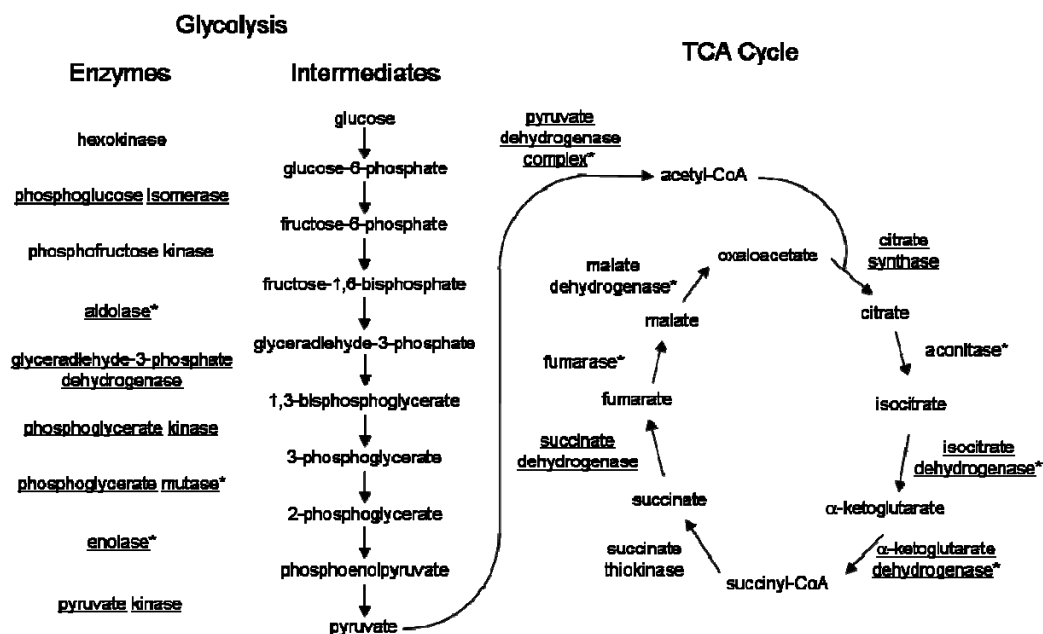 Glycolysis
Enzymes
Intermediates
hexokinase
phosphoglucose isomerase
phosphofructose kinase
aldolase*
glyceradlehyde-3-phosphate
dehydrogenase
phosphoglycerate kinase
phosphoglycerate mutase*
enolase*
pyruvate kinase
glucose
glucose-6-phosphate
fructose-6-phosphate
fructose-1,6-bisphosphate
glyceradlehyde-3-phosphate
1,3-bisphosphoglycerate
3-phosphoglycerate
2-phosphoglycerate
phosphoenolpyruvate
pyruvate
TCA Cycle
pyruvate
dehydrogenase
complex*
acetyl-CoA
oxaloacetate
citrate
synthase
citrate
aconitase*
isocitrate
isocitrate
dehydrogenase*
α-ketoglutarate
α-ketoglutarate
dehydrogenase*
succinyl-CoA
succinate
thiokinase
succinate
succinate
dehydrogenase
fumarate
fumarase*
malate
malate
dehydrogenase*